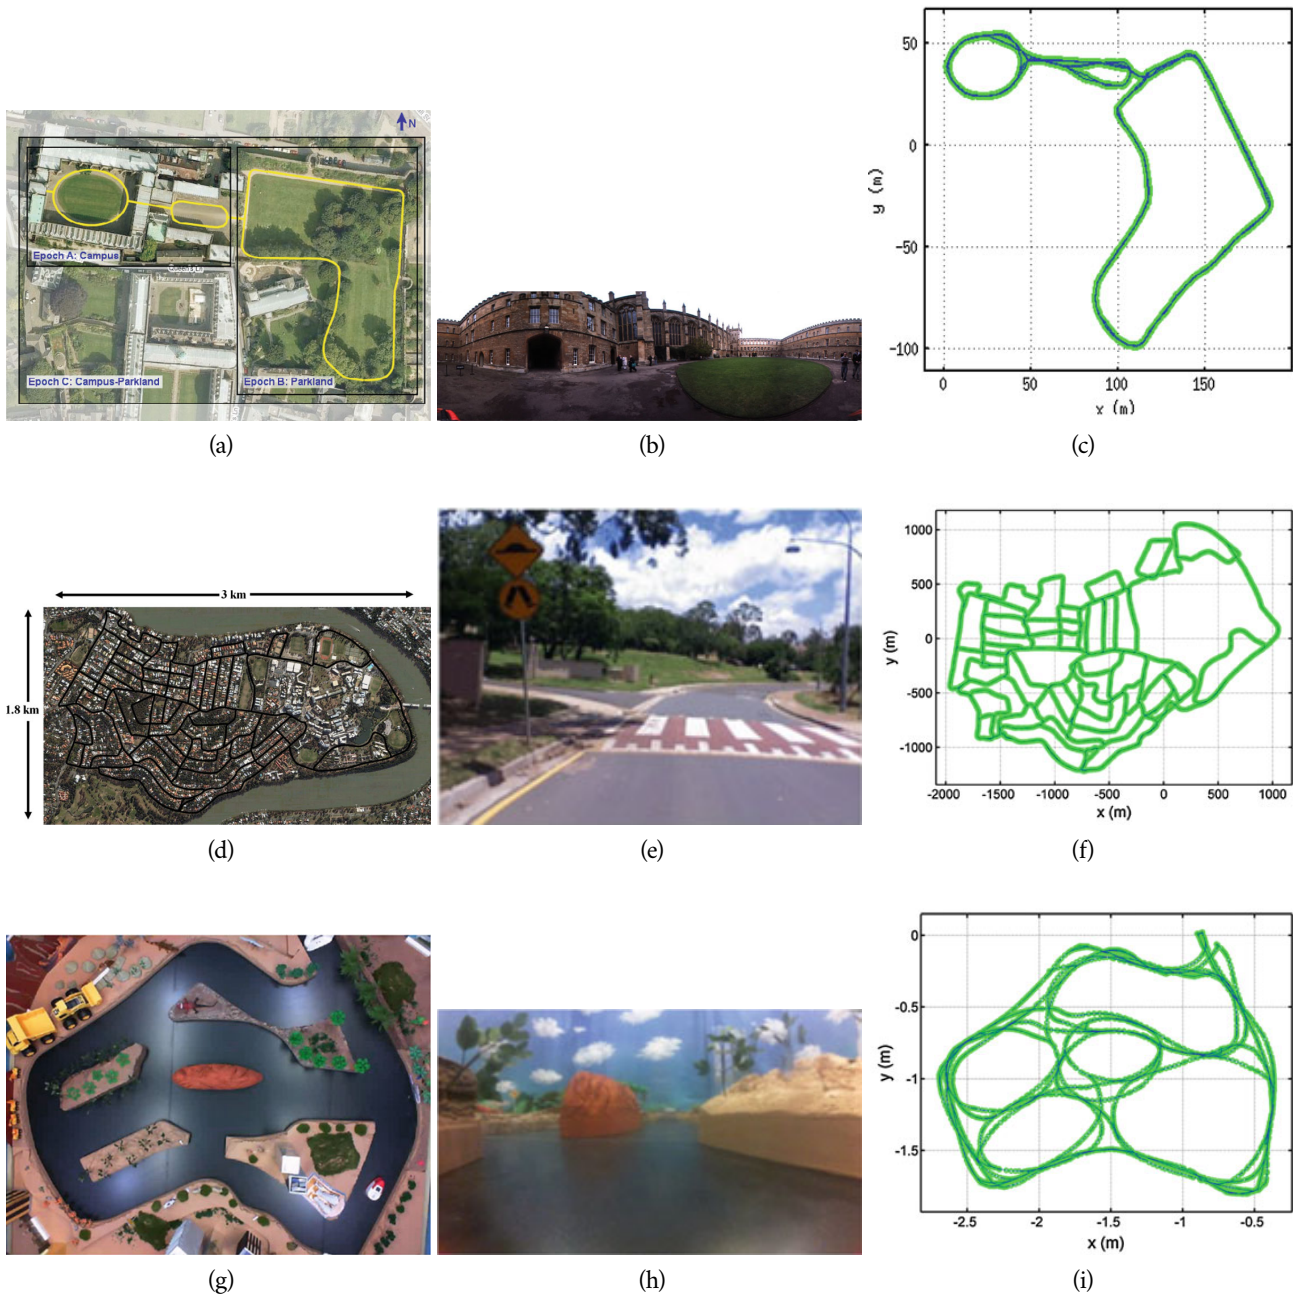 N
Epoch A: Campus
Queen's Ln
Epoch C: Campus-Parkland
Epoch B: Parkland
(a)
(b)
50
0
-50
-100
y (m)
0 50 100 150
x (m)
(c)
3 km
1.8 km
(d)
(e)
1000
500
0
-500
-1000
y (m)
-2000 -1500 -1000 -500 0 500 1000
x (m)
(f)
(g)
(h)
0
-0.5
-1
-1.5
y (m)
-2.5 -2 -1.5 -1 -0.5
x (m)
(i)